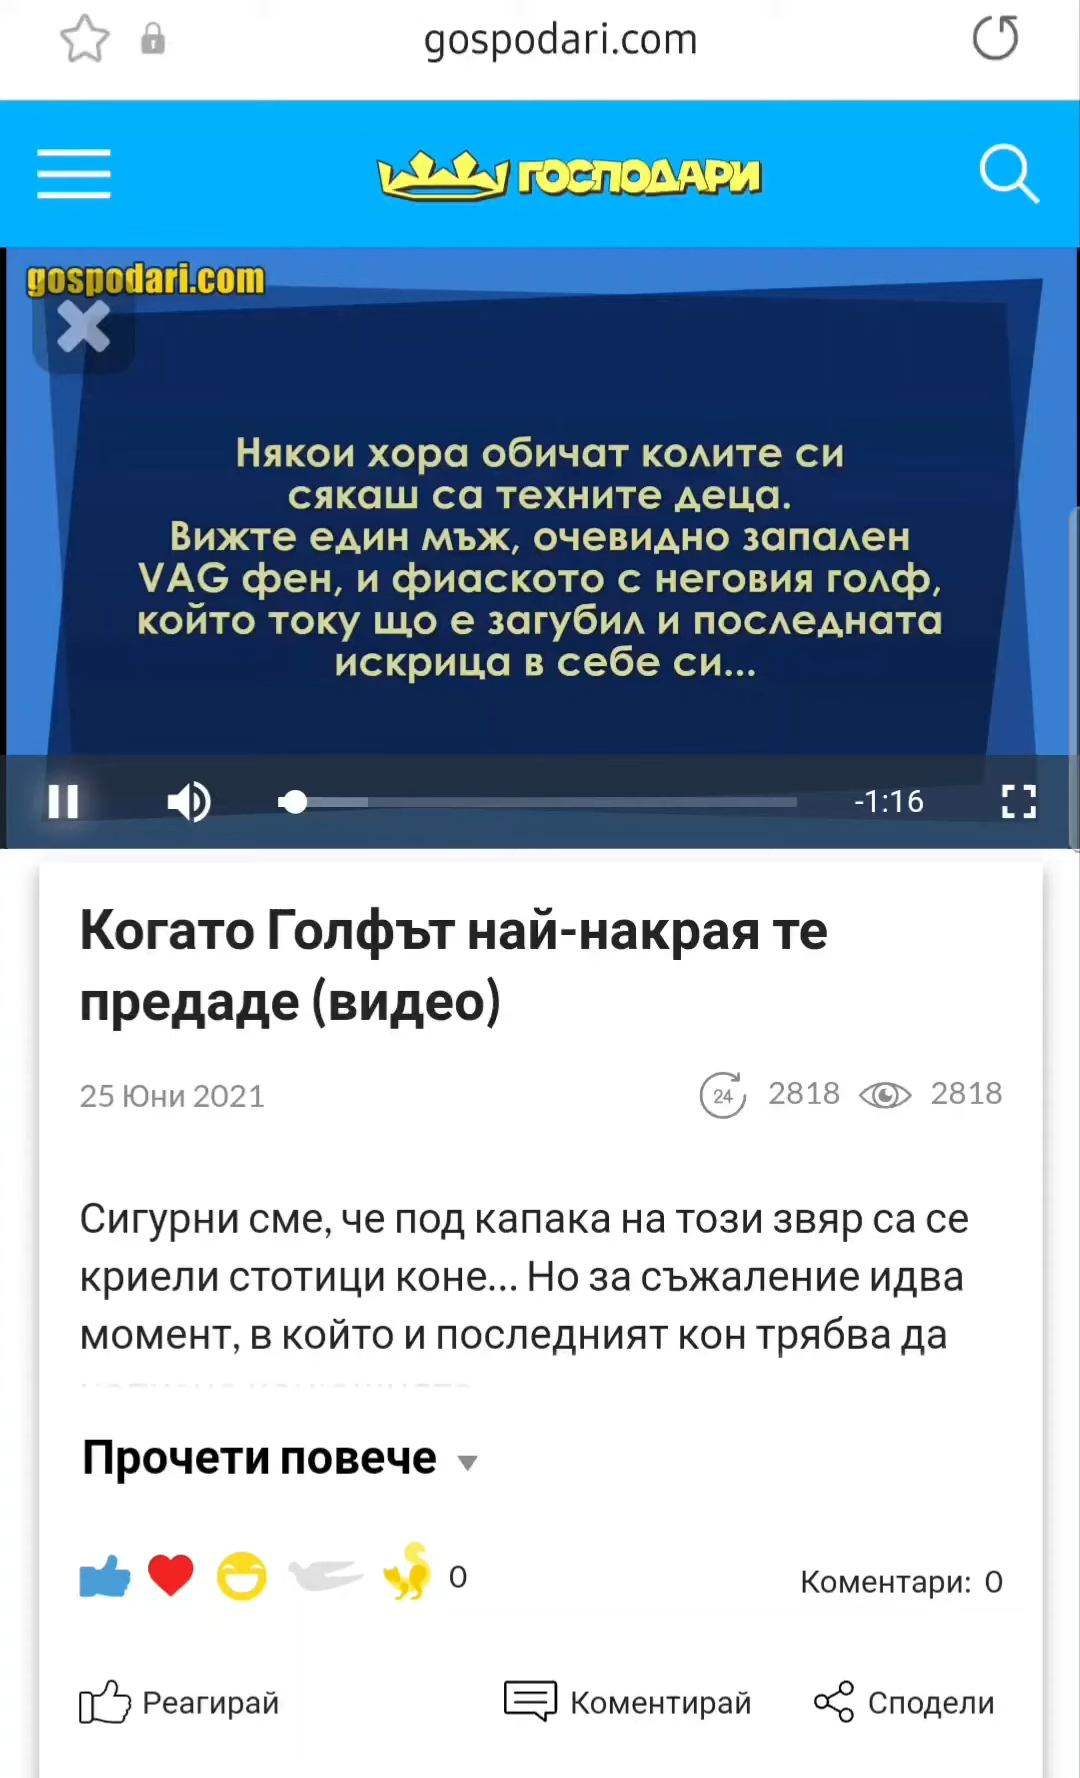 gospodari.com
ГОСПОДАРИ
gospodari.com
Някои хора обичат колите си
сякаш са техните деца.
Вижте един мъж, очевидно запален
VAG фен, и фиаското с неговия голф,
който току що е загубил и последната
искрица в себе си...
-1:16
Когато Голфът най-накрая те
предаде (видео)
25 Юни 2021
24 2818 2818
Сигурни сме, че под капака на този звяр са се
криели стотици коне... Но за съжаление идва
момент, в който и последният кон трябва да
Прочети повече
0
Коментари: 0
Реагирай
Коментирай
Сподели